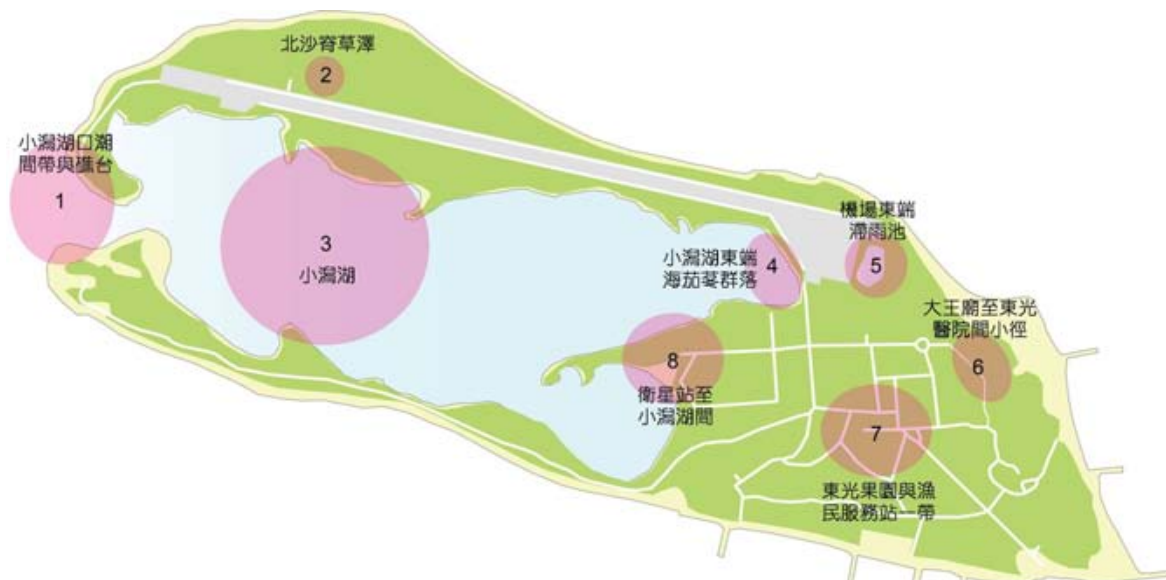 北沙脊草澤
2
小潟湖口潮
間帶與礁台
1
3
小潟湖
小潟湖東端
海茄苳群落
4
機場東端
滯雨池
5
大王廟至東光
醫院間小徑
6
8
衛星站至
小潟湖間
7
東光果園與漁
民服務站一帶